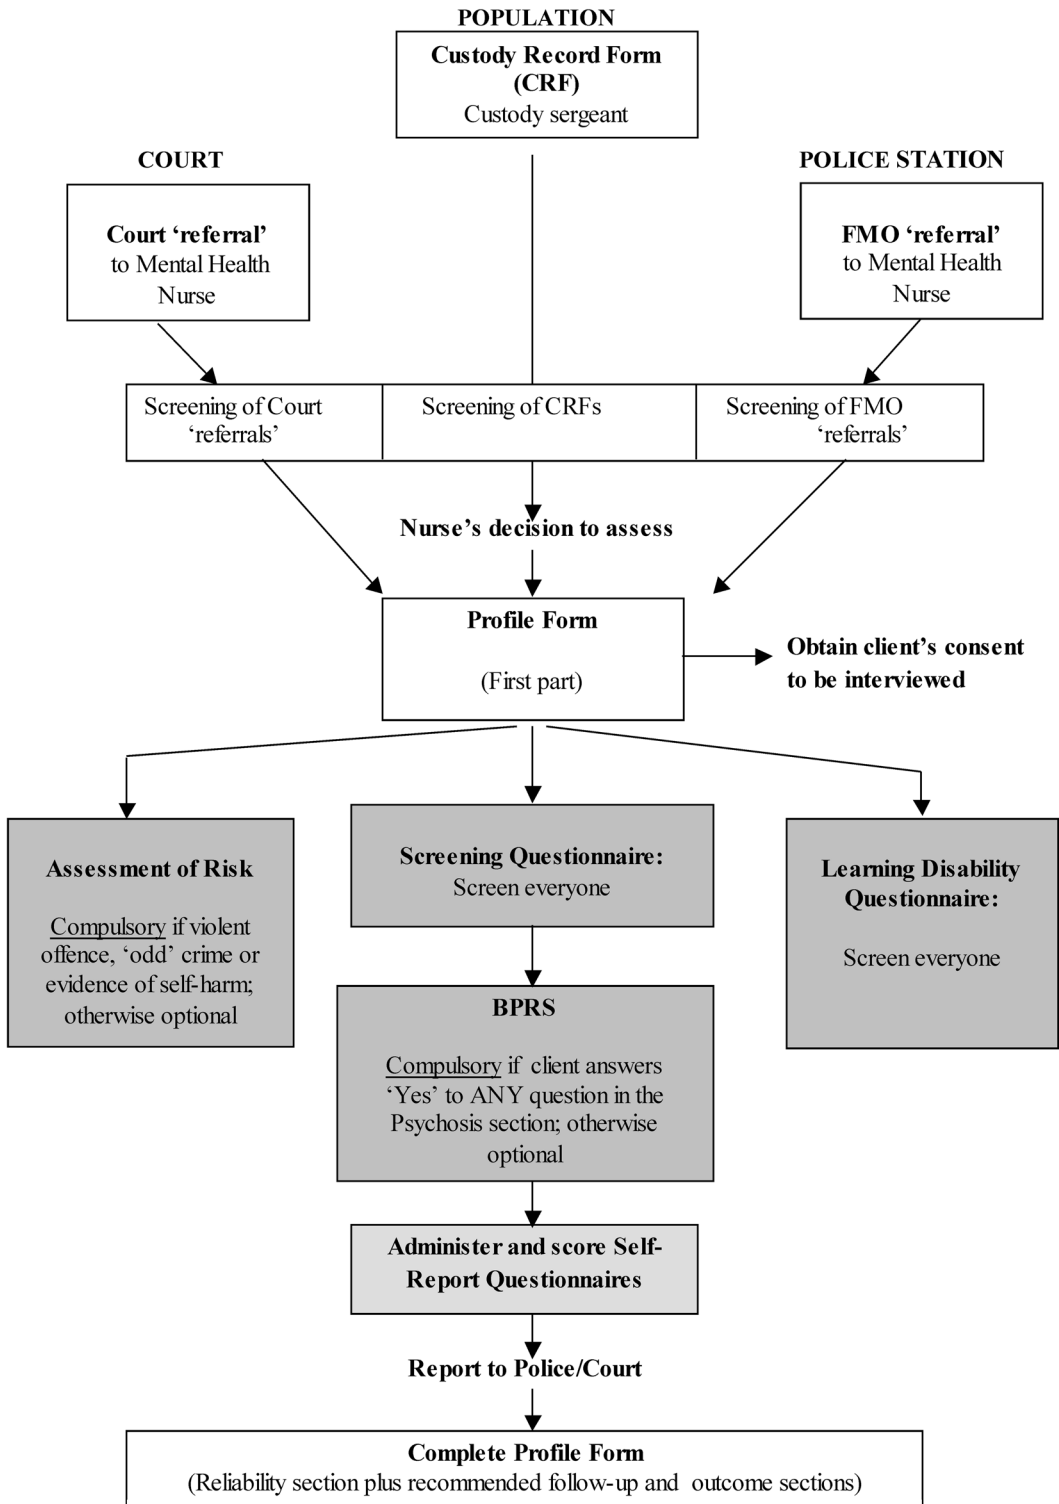 POPULATION
Custody Record Form
(CRF)
Custody sergeant
COURT
POLICE STATION
Court ‘referral’
to Mental Health
Nurse
FMO ‘referral’
to Mental Health
Nurse
Screening of Court
‘referrals’
Screening of CRFs
Screening of FMO
‘referrals’
Nurse’s decision to assess
Profile Form
(First part)
Obtain client’s consent
to be interviewed
Assessment of Risk
Compulsory if violent
offence, ‘odd’ crime or
evidence of self-harm;
otherwise optional
Screening Questionnaire:
Screen everyone
Learning Disability
Questionnaire:
Screen everyone
BPRS
Compulsory if client answers
‘Yes’ to ANY question in the
Psychosis section; otherwise
optional
Administer and score Self-
Report Questionnaires
Report to Police/Court
Complete Profile Form
(Reliability section plus recommended follow-up and outcome sections)